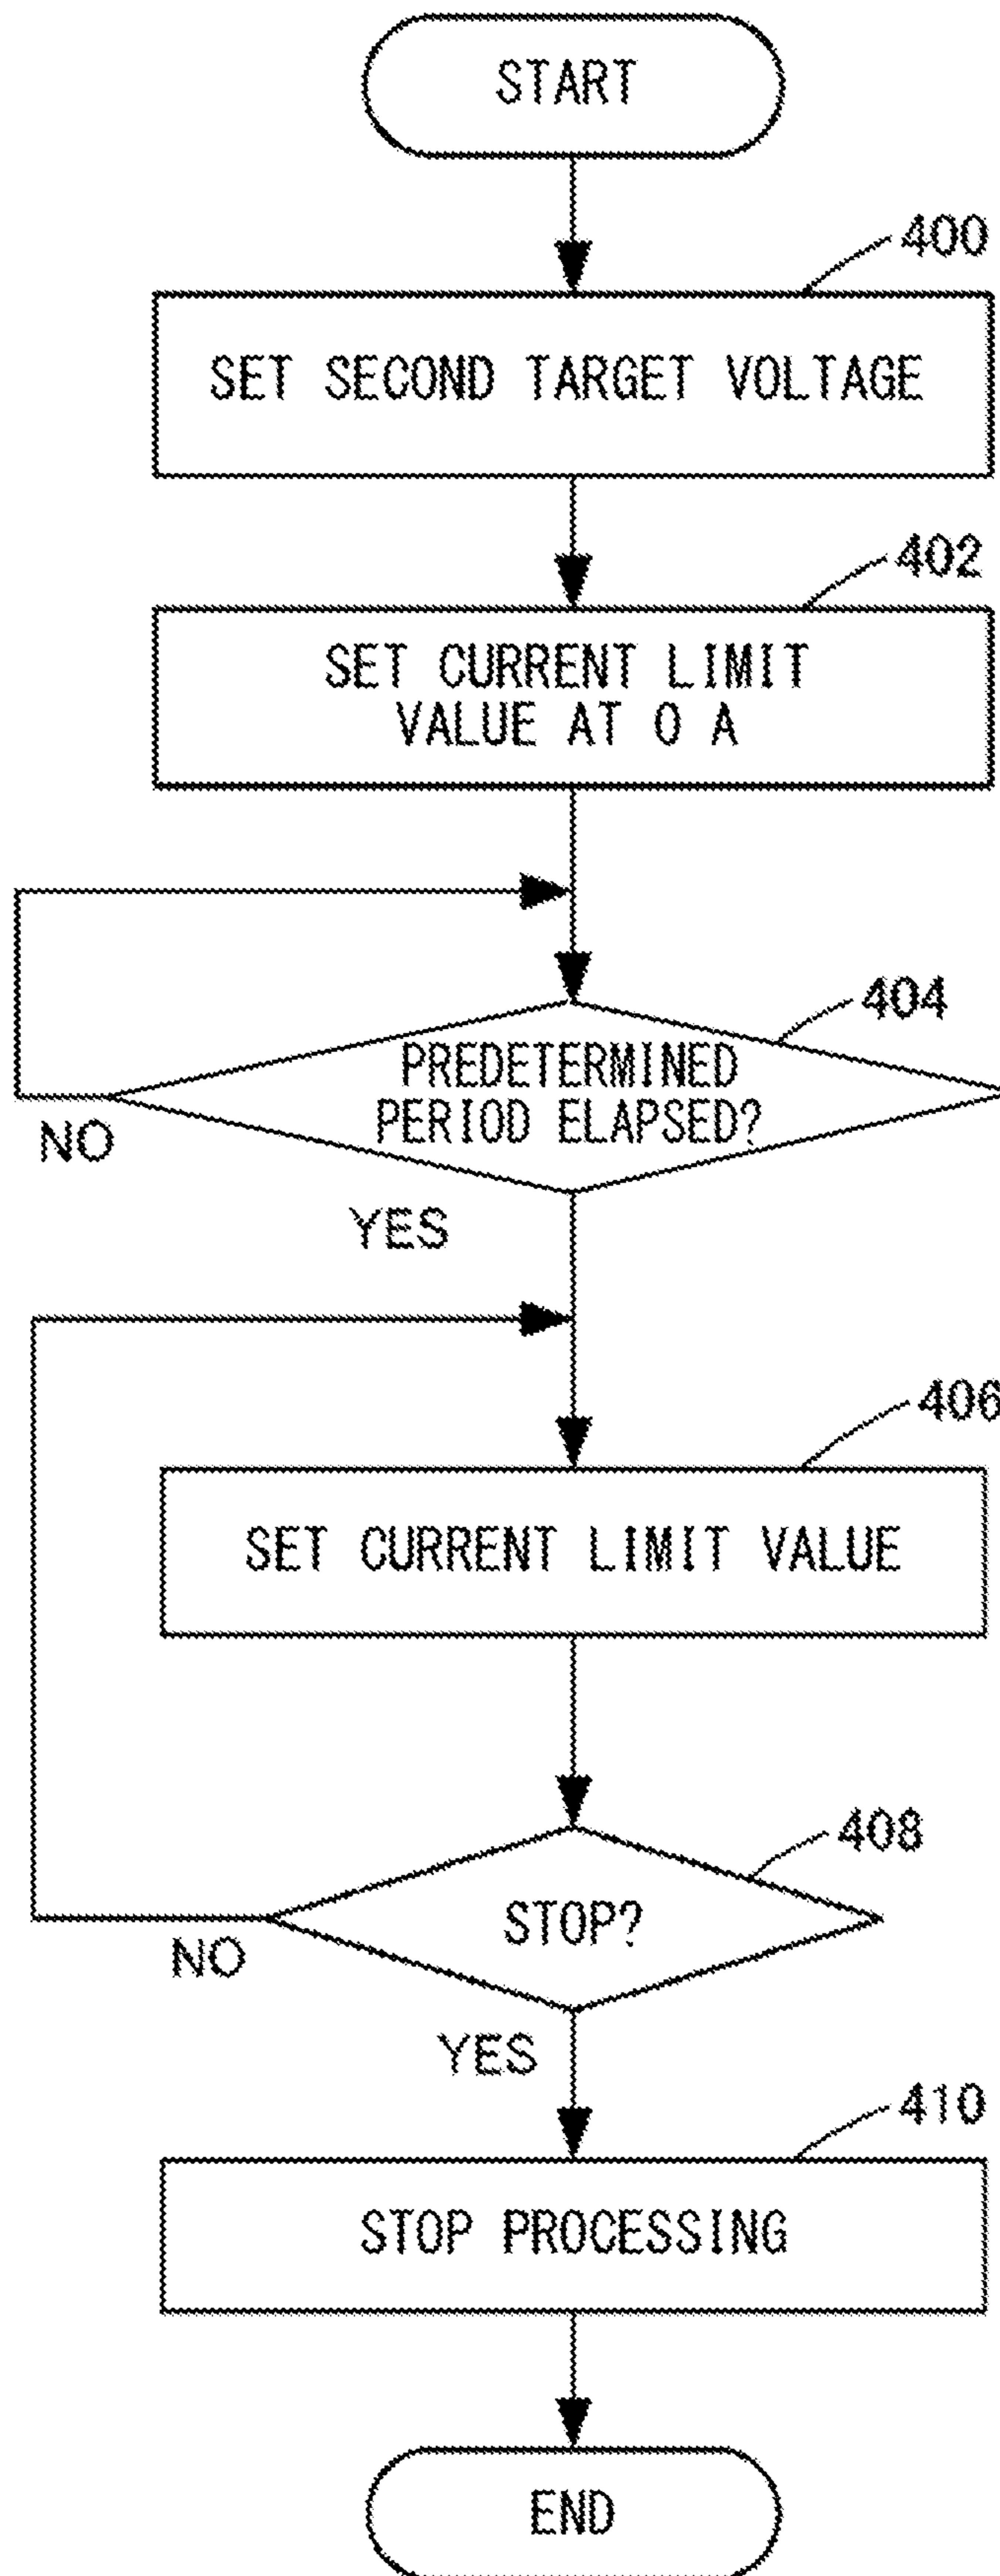 START
400
SET SECOND TARGET VOLTAGE
402
SET CURRENT LIMIT
VALUE AT 0 A
404
PREDETERMINED
PERIOD ELAPSED?
NO
YES
406
SET CURRENT LIMIT VALUE
408
STOP?
NO
YES
410
STOP PROCESSING
END